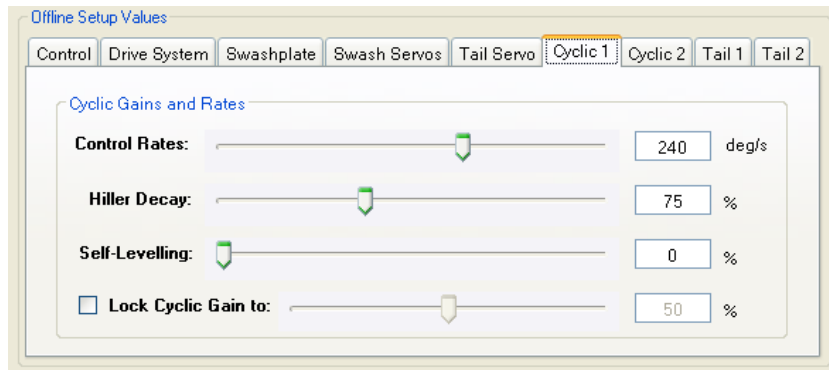 Offline Setup Values
Control Drive System Swashplate Swash Servos Tail Servo Cyclic 1 Cyclic 2 Tail 1 Tail 2
Cyclic Gains and Rates
Control Rates: 240 deg/s
Hiller Decay: 75 %
Self-Levelling: 0 %
Lock Cyclic Gain to: 50 %